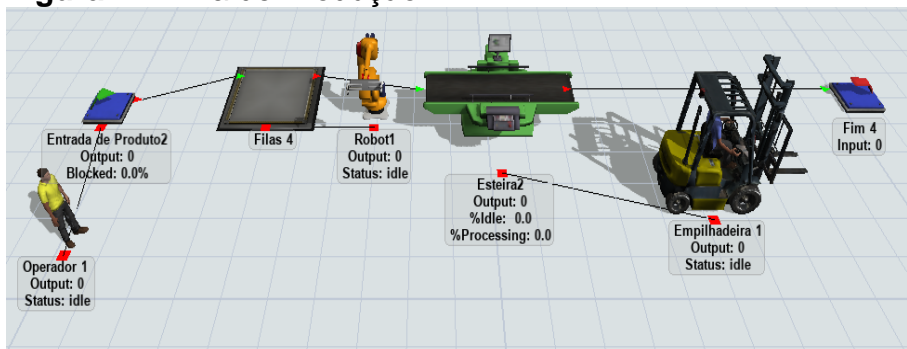 Entrada de Produto2
Output: 0
Blocked: 0.0%
Filas 4
Robot1
Output: 0
Status: idle
Fim 4
Input: 0
Esteira2
Output: 0
%Idle: 0.0
%Processing: 0.0
Empilhadeira 1
Output: 0
Status: idle
Operador 1
Output: 0
Status: idle